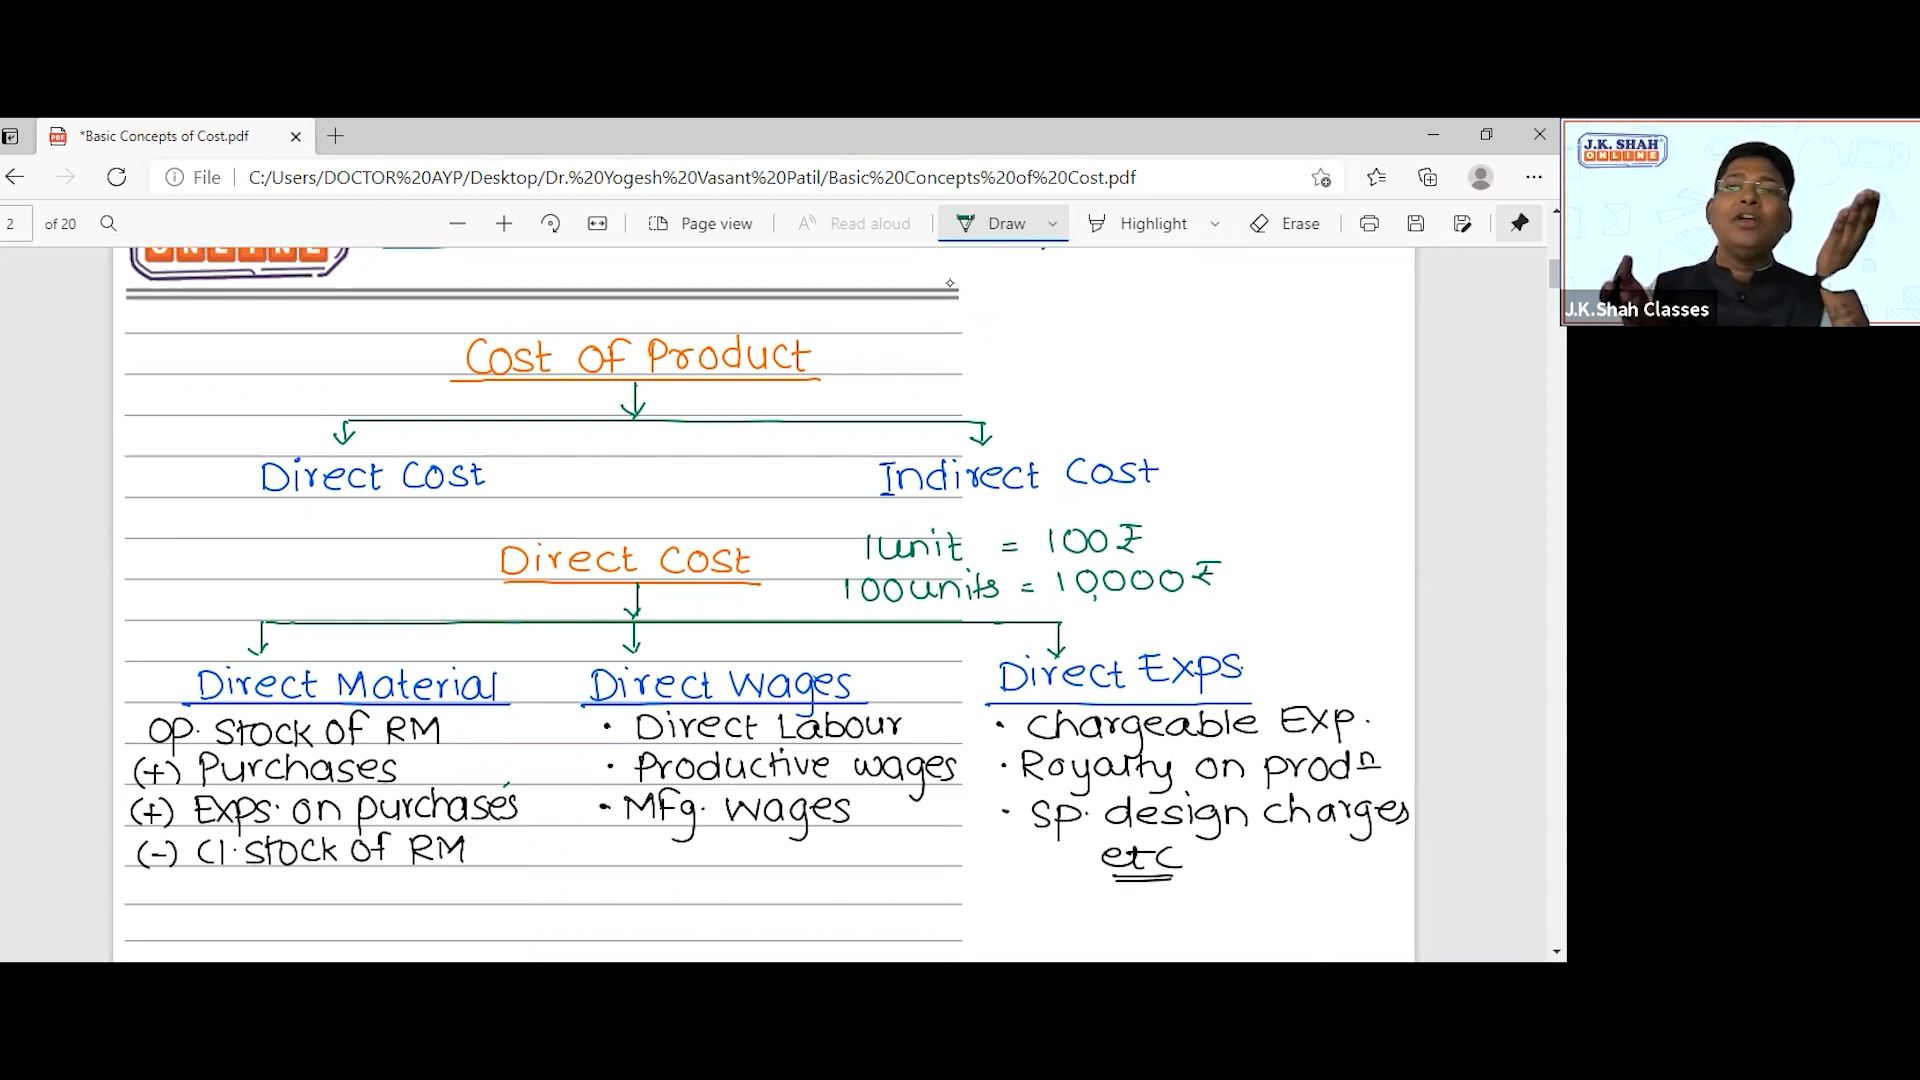 *Basic Concepts of Cost.pdf
File
C:/Users/DOCTOR%20AYP/Desktop/Dr.%20Yogesh%20Vasant%20Patil/Basic%20Concepts%20of%20Cost.pdf
J.K. SHAH
ONLINE
2 of 20
Page view
Read aloud
Draw
Highlight
Erase
ONLINE
J.K.Shah Classes
Cost of Product
Direct Cost
Indirect Cost
Direct Cost
1unit = 100₹
100units = 10,000₹
Direct Material
Direct Wages
Direct Exps.
OP. Stock of RM
• Direct Labour
• Chargeable Exp.
(+) Purchases
• Productive wages
• Royalty on prodn
(+) Exps. on purchases
• MFg. wages
• SP. design charges
(-) Cl. stock of RM
etc